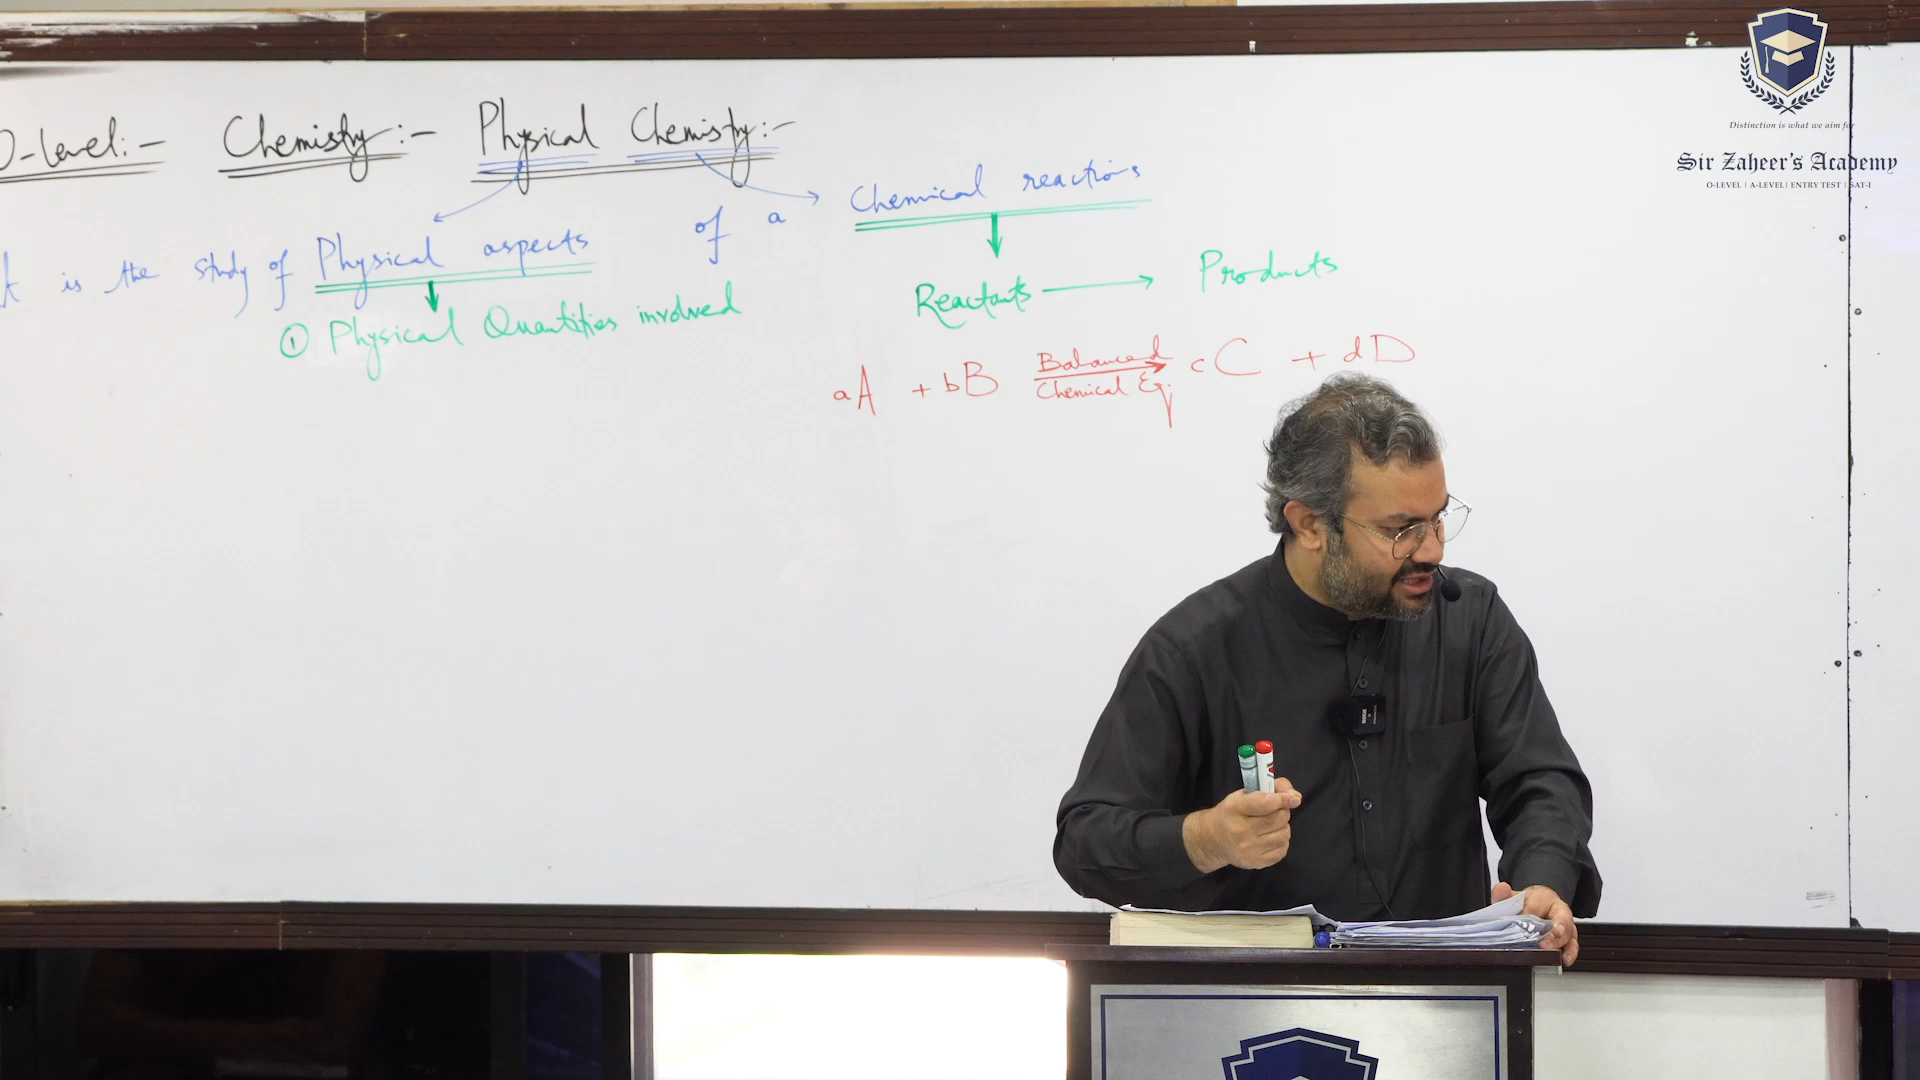 O-level:- Chemistry:- Physical Chemistry:-
It is the study of Physical aspects of a Chemical reactions
① Physical Quantities involved
Reactants → Products
aA + bB Balanced Chemical Eq. → cC + dD
Distinction is what we aim for
Sir Zaheer's Academy
O-LEVEL | A-LEVEL | ENTRY TEST | SAT-I